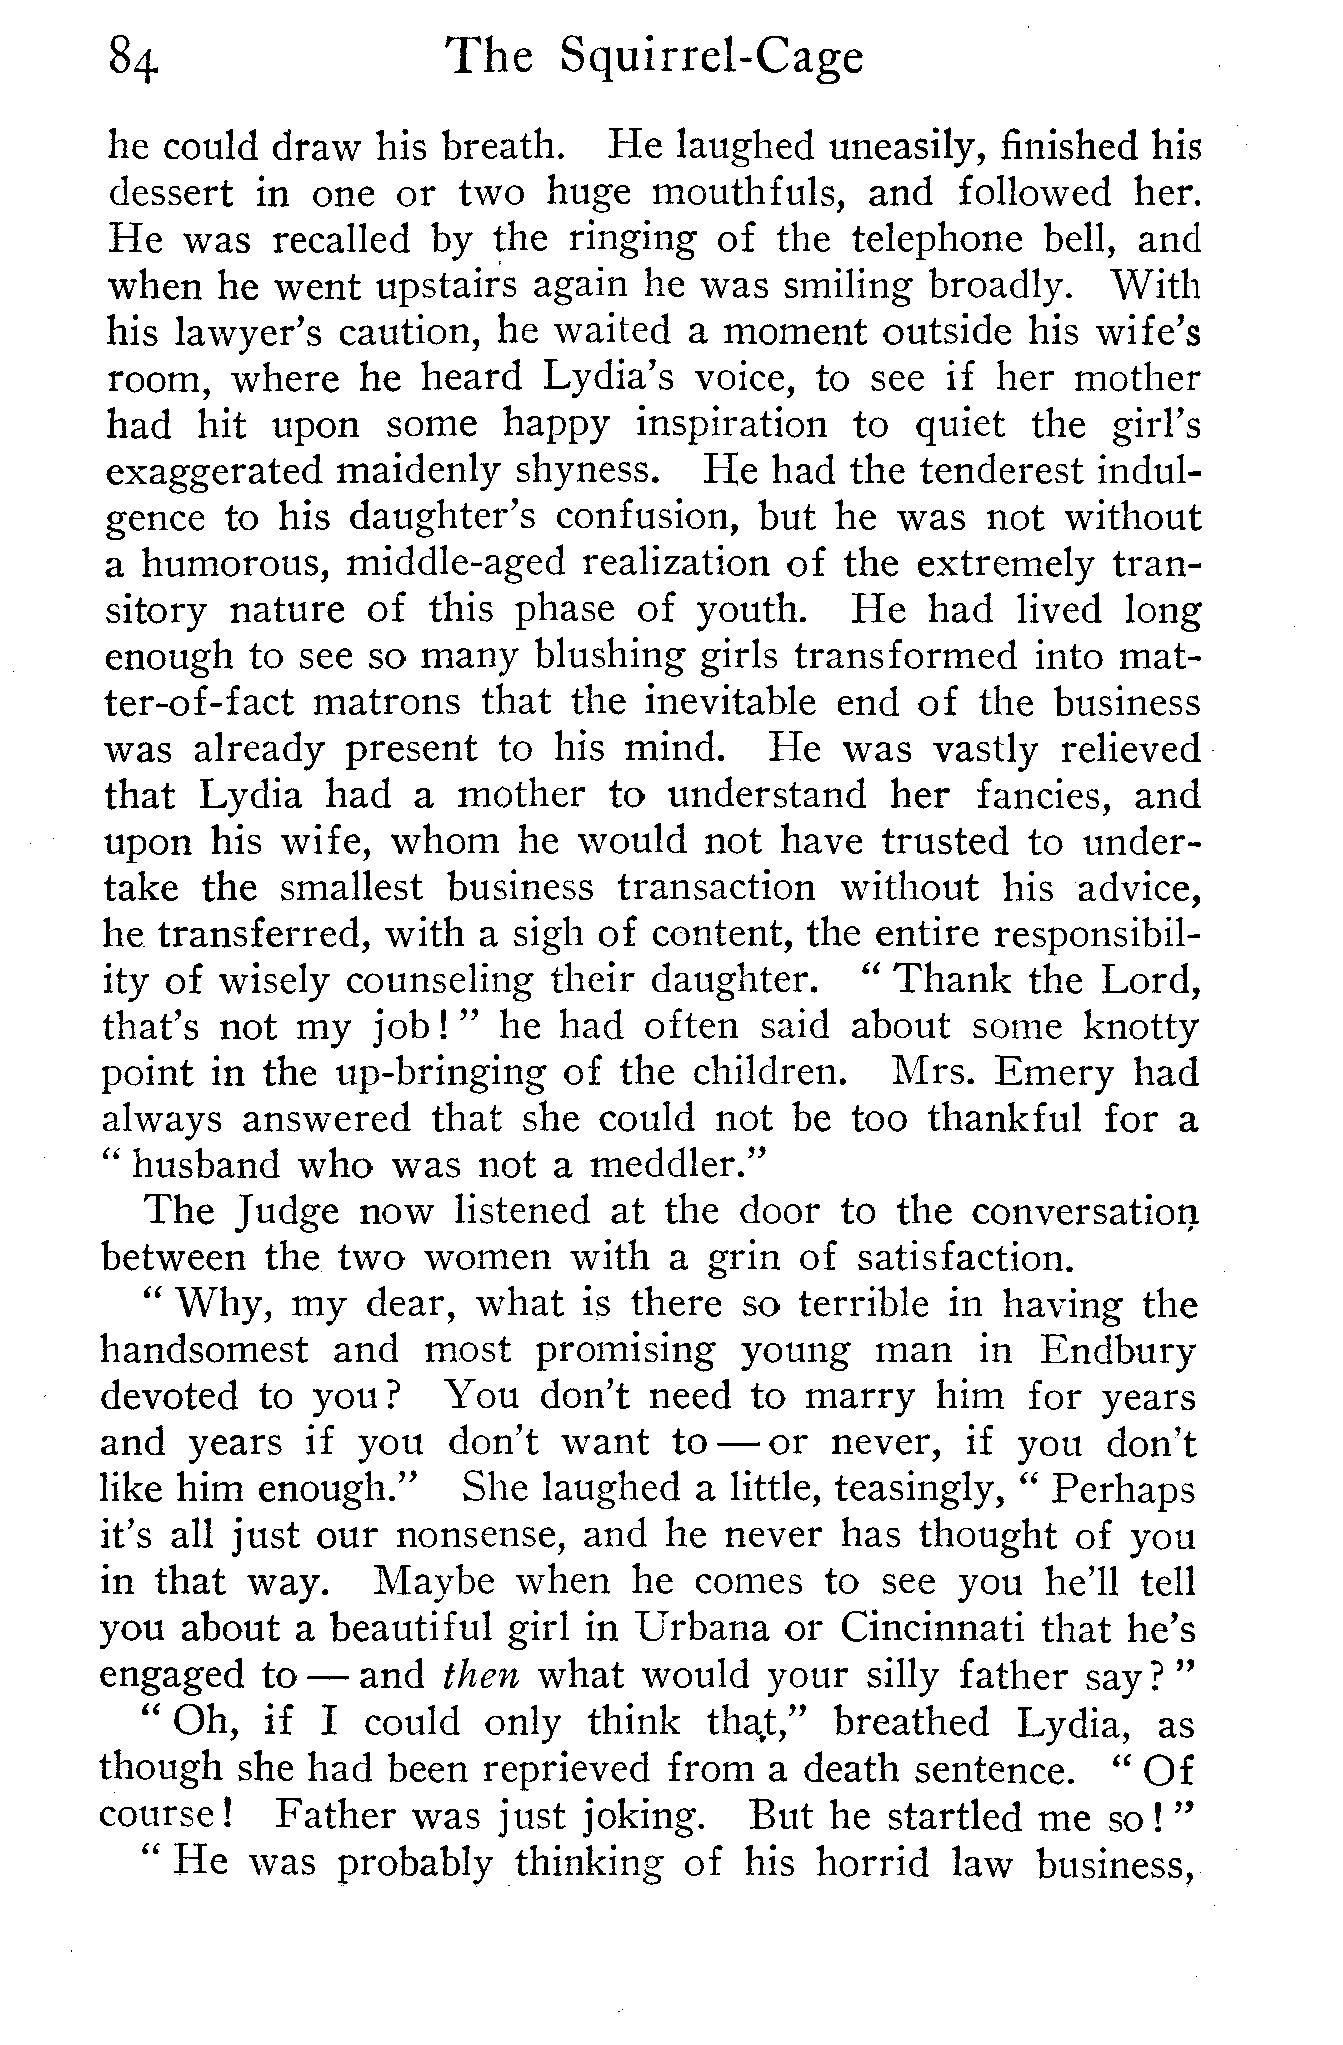 84 The Squirrel-Cage
he could draw his breath. He laughed uneasily, finished his
dessert in one or two huge mouthfuls, and followed her.
He was recalled by the ringing of the telephone bell, and
when he went upstairs again he was smiling broadly. With
his lawyer's caution, he waited a moment outside his wife's
room, where he heard Lydia's voice, to see if her mother
had hit upon some happy inspiration to quiet the girl's
exaggerated maidenly shyness. He had the tenderest indul-
gence to his daughter's confusion, but he was not without
a humorous, middle-aged realization of the extremely tran-
sitory nature of this phase of youth. He had lived long
enough to see so many blushing girls transformed into mat-
ter-of-fact matrons that the inevitable end of the business
was already present to his mind. He was vastly relieved
that Lydia had a mother to understand her fancies, and
upon his wife, whom he would not have trusted to under-
take the smallest business transaction without his advice,
he transferred, with a sigh of content, the entire responsibil-
ity of wisely counseling their daughter. " Thank the Lord,
that's not my job! " he had often said about some knotty
point in the up-bringing of the children. Mrs. Emery had
always answered that she could not be too thankful for a
" husband who was not a meddler."
The Judge now listened at the door to the conversation
between the two women with a grin of satisfaction.
" Why, my dear, what is there so terrible in having the
handsomest and most promising young man in Endbury
devoted to you? You don't need to marry him for years
and years if you don't want to — or never, if you don't
like him enough." She laughed a little, teasingly, " Perhaps
it's all just our nonsense, and he never has thought of you
in that way. Maybe when he comes to see you he'll tell
you about a beautiful girl in Urbana or Cincinnati that he's
engaged to — and then what would your silly father say? "
" Oh, if I could only think that," breathed Lydia, as
though she had been reprieved from a death sentence. " Of
course! Father was just joking. But he startled me so! "
" He was probably thinking of his horrid law business,